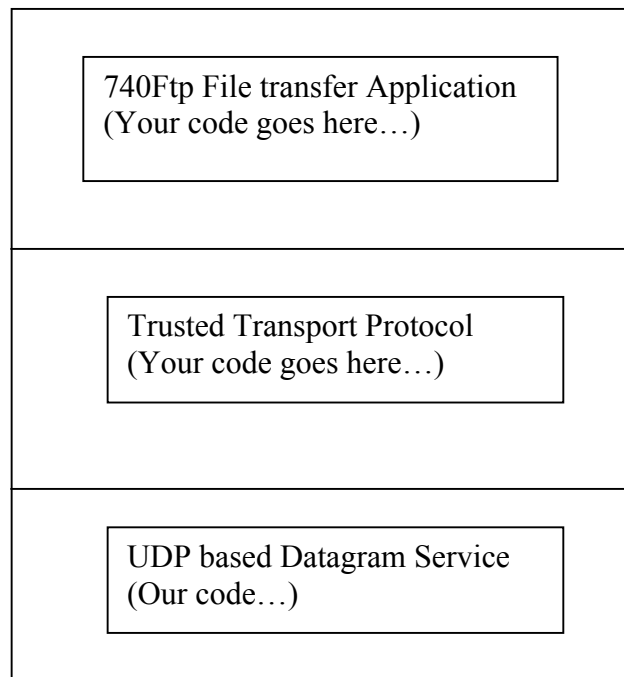 740Ftp File transfer Application
(Your code goes here…)
Trusted Transport Protocol
(Your code goes here…)
UDP based Datagram Service
(Our code…)